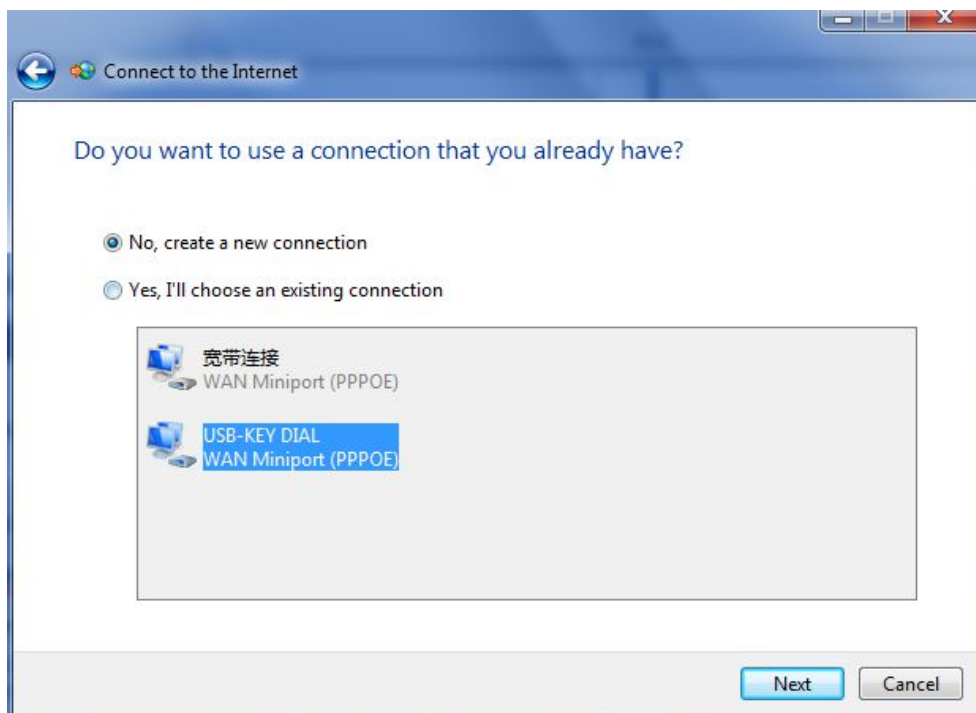 Connect to the Internet
Do you want to use a connection that you already have?
No, create a new connection
Yes, I'll choose an existing connection
宽带连接
WAN Miniport (PPPOE)
USB-KEY DIAL
WAN Miniport (PPPOE)
Next
Cancel